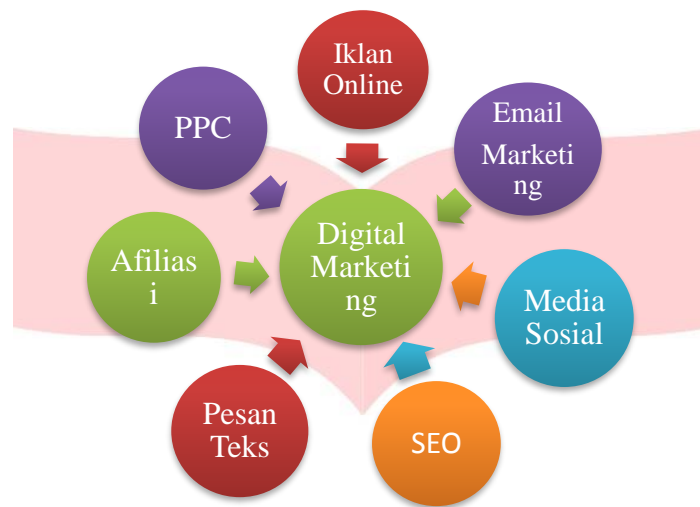 Iklan
Online
Email
Marketi
ng
Media
Sosial
SEO
Pesan
Teks
Afilias
i
PPC
Digital
Marketi
ng